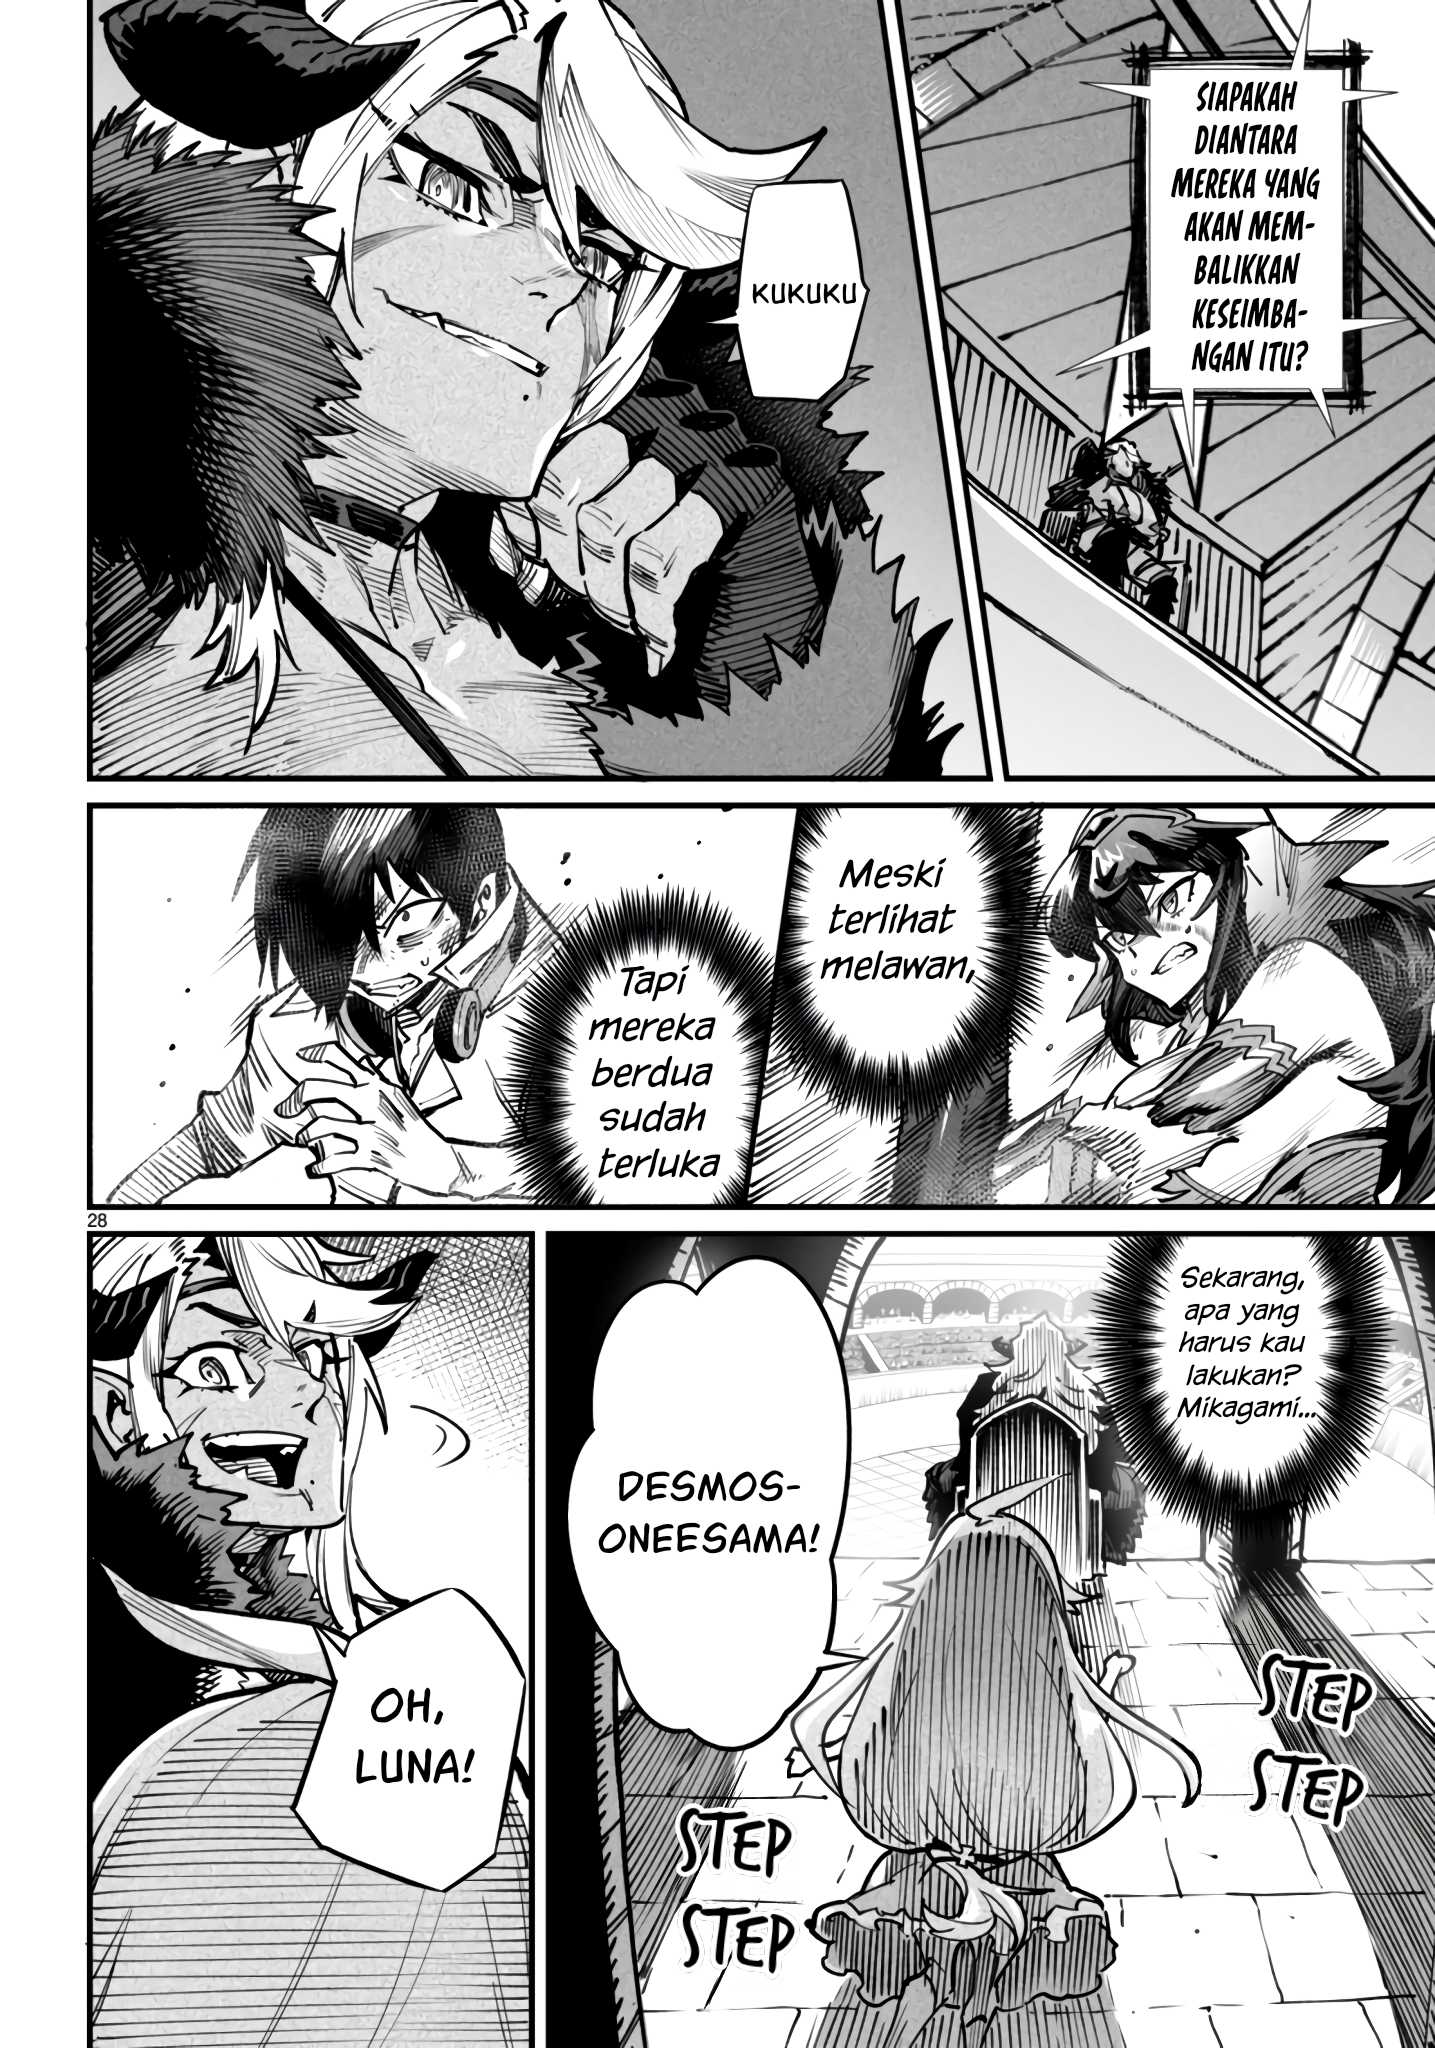 SIAPAKAH
DIANTARA
MEREKA YANG
AKAN MEM-
BALIKKAN
KESEIMBA-
NGAN ITU?
KUKUKU
Meski
terlihat
melawan,
Tapi
mereka
berdua
sudah
terluka
28
Sekarang,
apa yang
harus kau
lakukan?
Mikagami...
DESMOS-
ONEESAMA!
STEP
STEP
STEP
STEP
OH,
LUNA!